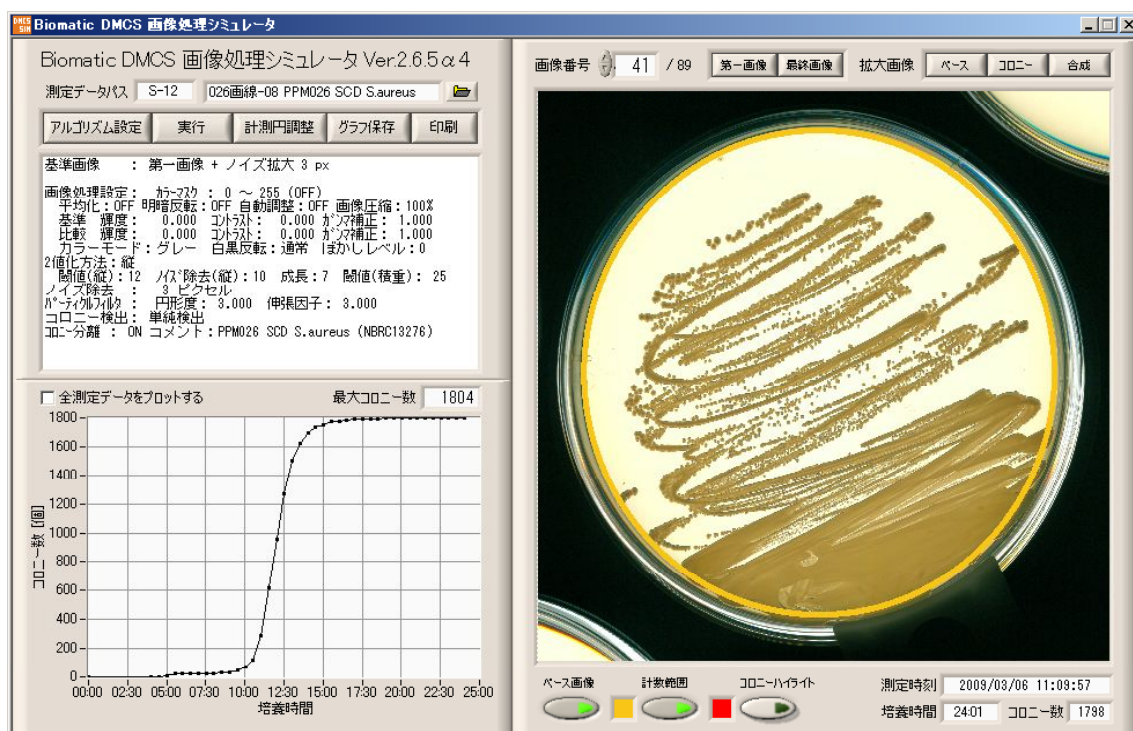 Biomatic DMCS 画像処理シミュレータ
Biomatic DMCS 画像処理シミュレータ Ver.2.6.5α4
測定データパス S-12 026画線-08 PPM026 SCD S.aureus
アルゴリズム設定 実行 計測円調整 グラフ保存 印刷
基準画像 : 第一画像 + ノイズ拡大 3 px
画像処理設定: カラーマスク : 0 ~ 255 (OFF)
平均化:OFF 明暗反転:OFF 自動調整:OFF 画像圧縮:100%
基準 輝度: 0.000 コントラスト: 0.000 ガンマ補正: 1.000
比較 輝度: 0.000 コントラスト: 0.000 ガンマ補正: 1.000
カラーモード:グレー 白黒反転:通常 ぼかしレベル:0
2値化方法:縦
閾値(縦):12 ノイズ除去(縦):10 成長:7 閾値(積重): 25
ノイズ除去 : 3 ピクセル
パーティクルフィルタ : 円形度: 3.000 伸張因子: 3.000
コロニー検出: 単純検出
コロニー分離 : ON コメント:PPM026 SCD S.aureus (NBRC13276)
全測定データをプロットする 最大コロニー数 1804
コロニー数 [個]
1800
1600
1400
1200
1000
800
600
400
200
0
00:00 02:30 05:00 07:30 10:00 12:30 15:00 17:30 20:00 22:30 25:00
培養時間
画像番号 41 / 89 第一画像 最終画像 拡大画像 ベース コロニー 合成
ベース画像 計数範囲 コロニーハイライト
測定時刻 2009/03/06 11:09:57
培養時間 24:01 コロニー数 1798